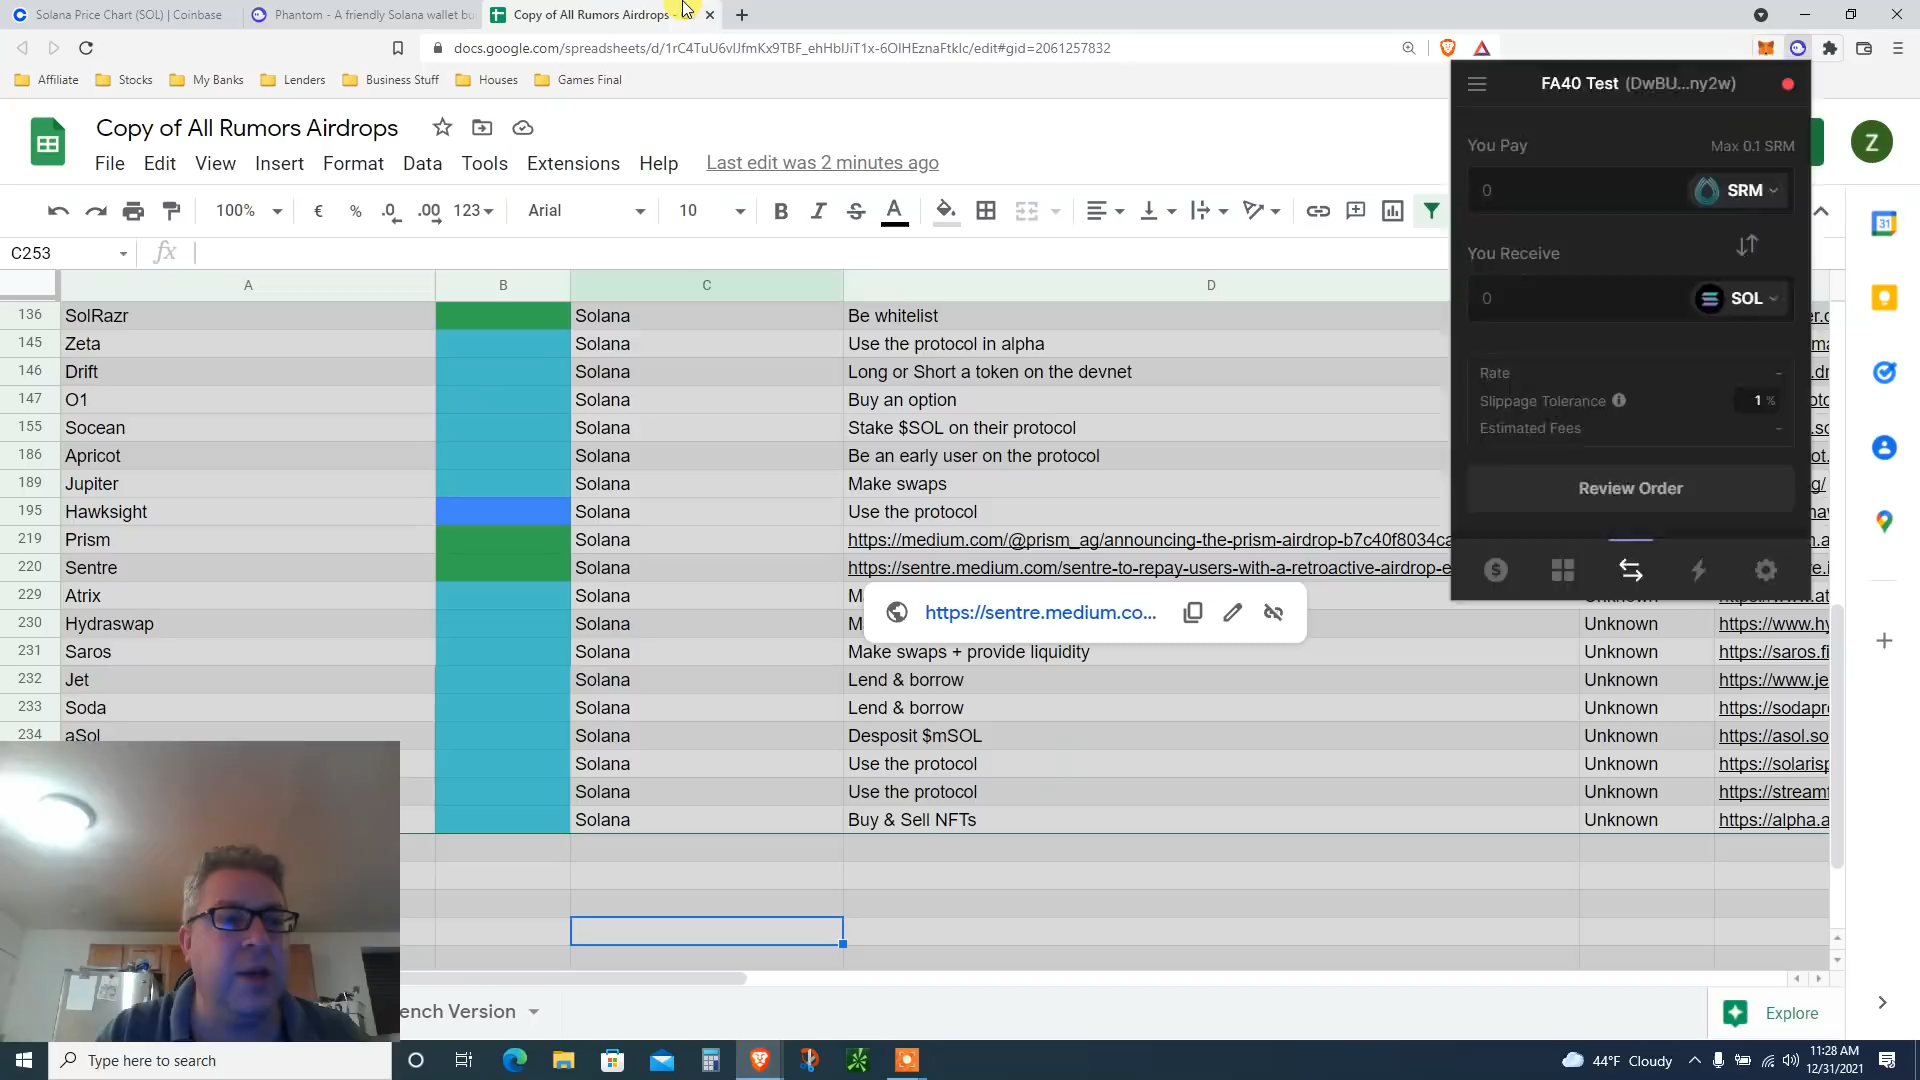 Solana Price Chart (SOL) | Coinbase
Phantom - A friendly Solana wallet bu
Copy of All Rumors Airdrops -
docs.google.com/spreadsheets/d/1rC4TuU6vIJfmKx9TBF_ehHbIJiT1x-6OIHEznaFtklc/edit#gid=2061257832
Affiliate
Stocks
My Banks
Lenders
Business Stuff
Houses
Games Final
FA40 Test (DwBU...ny2w)
Copy of All Rumors Airdrops
File Edit View Insert Format Data Tools Extensions Help Last edit was 2 minutes ago
Z
You Pay
Max 0.1 SRM
0
SRM
You Receive
0
SOL
Rate -
Slippage Tolerance 1 %
Estimated Fees -
Review Order
100% € % .0 .00 123 Arial 10 B I S A
31
C253 fx
A B C D
136 SolRazr Solana Be whitelist
145 Zeta Solana Use the protocol in alpha
146 Drift Solana Long or Short a token on the devnet
147 O1 Solana Buy an option
155 Socean Solana Stake $SOL on their protocol
186 Apricot Solana Be an early user on the protocol
189 Jupiter Solana Make swaps
195 Hawksight Solana Use the protocol
219 Prism Solana https://medium.com/@prism_ag/announcing-the-prism-airdrop-b7c40f8034ca
220 Sentre Solana https://sentre.medium.com/sentre-to-repay-users-with-a-retroactive-airdrop-e
229 Atrix Solana
https://sentre.medium.co...
230 Hydraswap Solana Unknown https://www.hy
231 Saros Solana Make swaps + provide liquidity Unknown https://saros.fi
232 Jet Solana Lend & borrow Unknown https://www.je
233 Soda Solana Lend & borrow Unknown https://sodapr
234 aSol Solana Desposit $mSOL Unknown https://asol.so
Solana Use the protocol Unknown https://solarisp
Solana Use the protocol Unknown https://streamf
Solana Buy & Sell NFTs Unknown https://alpha.a
ench Version
Explore
Type here to search
44°F Cloudy
11:28 AM
12/31/2021